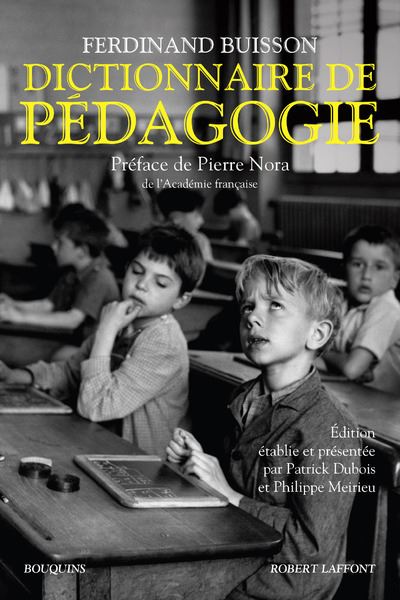 FERDINAND BUISSON
DICTIONNAIRE DE
PÉDAGOGIE
Préface de Pierre Nora
de l'Académie française
Édition
établie et présentée
par Patrick Dubois
et Philippe Meirieu
BOUQUINS
ROBERT LAFFONT